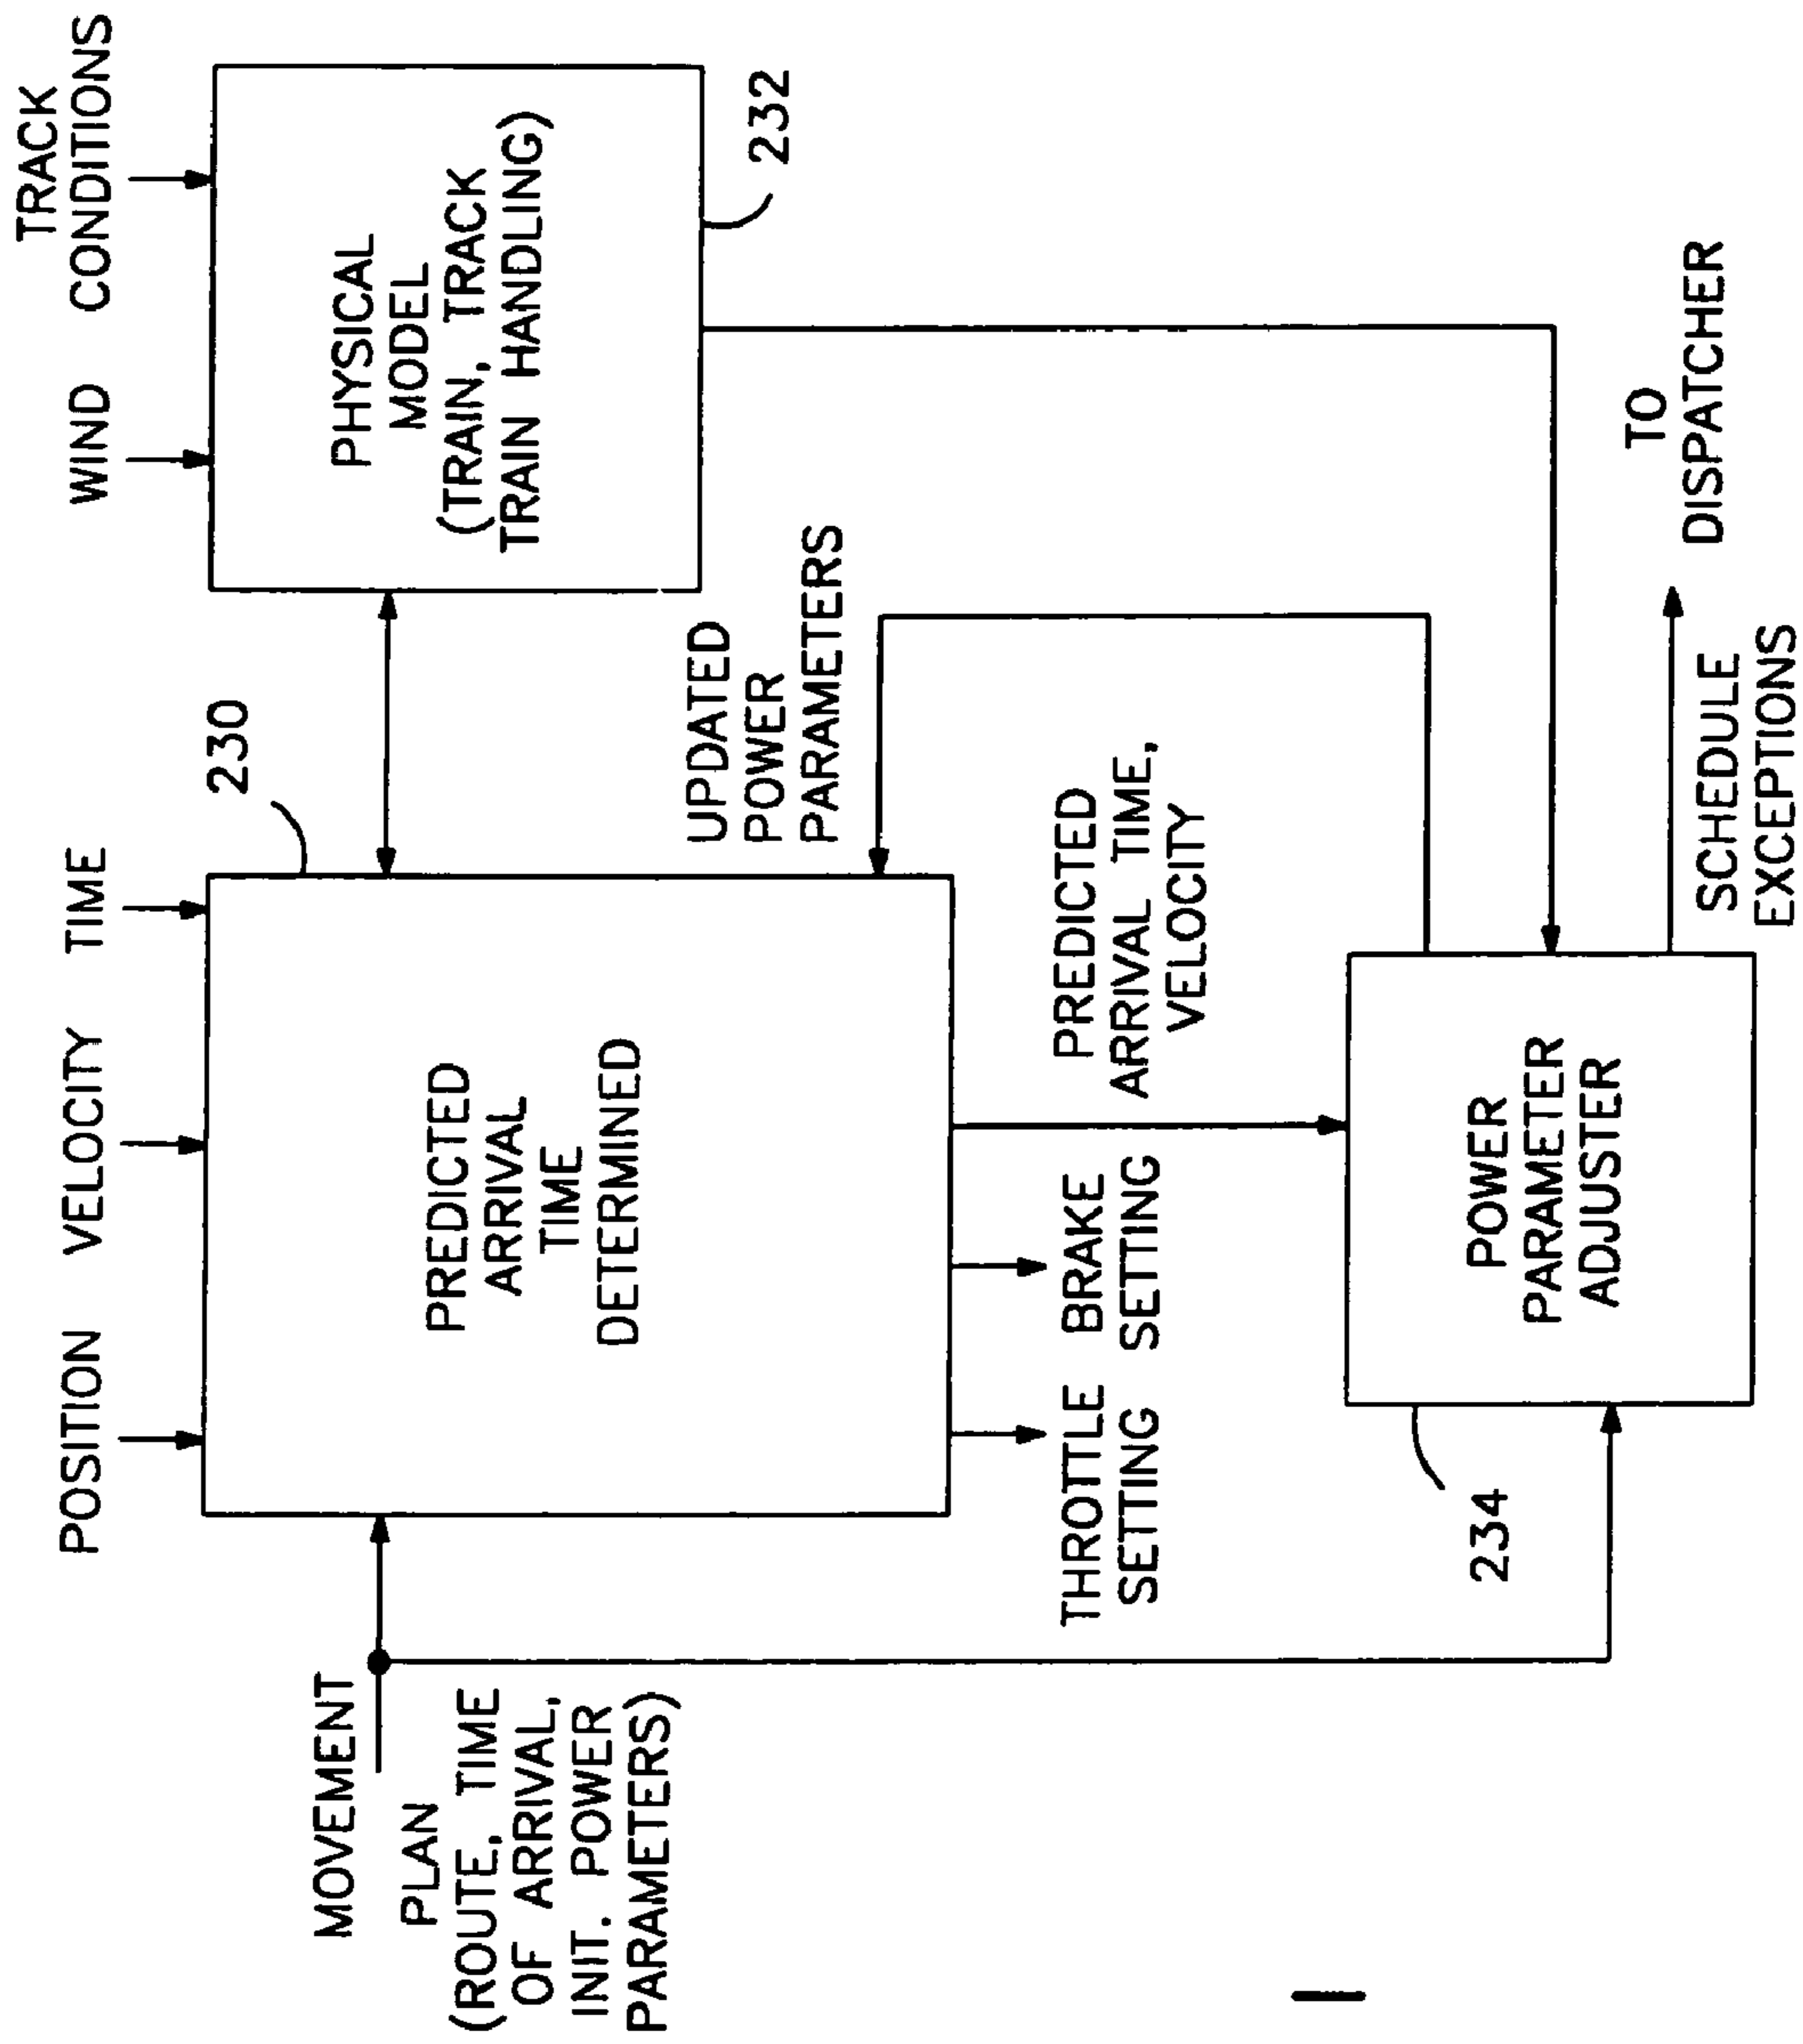 POSITION
VELOCITY
TIME
WIND
TRACK
CONDITIONS
230
MOVEMENT
PLAN
(ROUTE, TIME
OF ARRIVAL,
INIT. POWER
PARAMETERS)
PREDICTED
ARRIVAL
TIME
DETERMINED
PHYSICAL
MODEL
(TRAIN, TRACK
TRAIN HANDLING)
232
UPDATED
POWER
PARAMETERS
THROTTLE
SETTING
BRAKE
SETTING
PREDICTED
ARRIVAL TIME,
VELOCITY
234
POWER
PARAMETER
ADJUSTER
SCHEDULE
EXCEPTIONS
TO
DISPATCHER